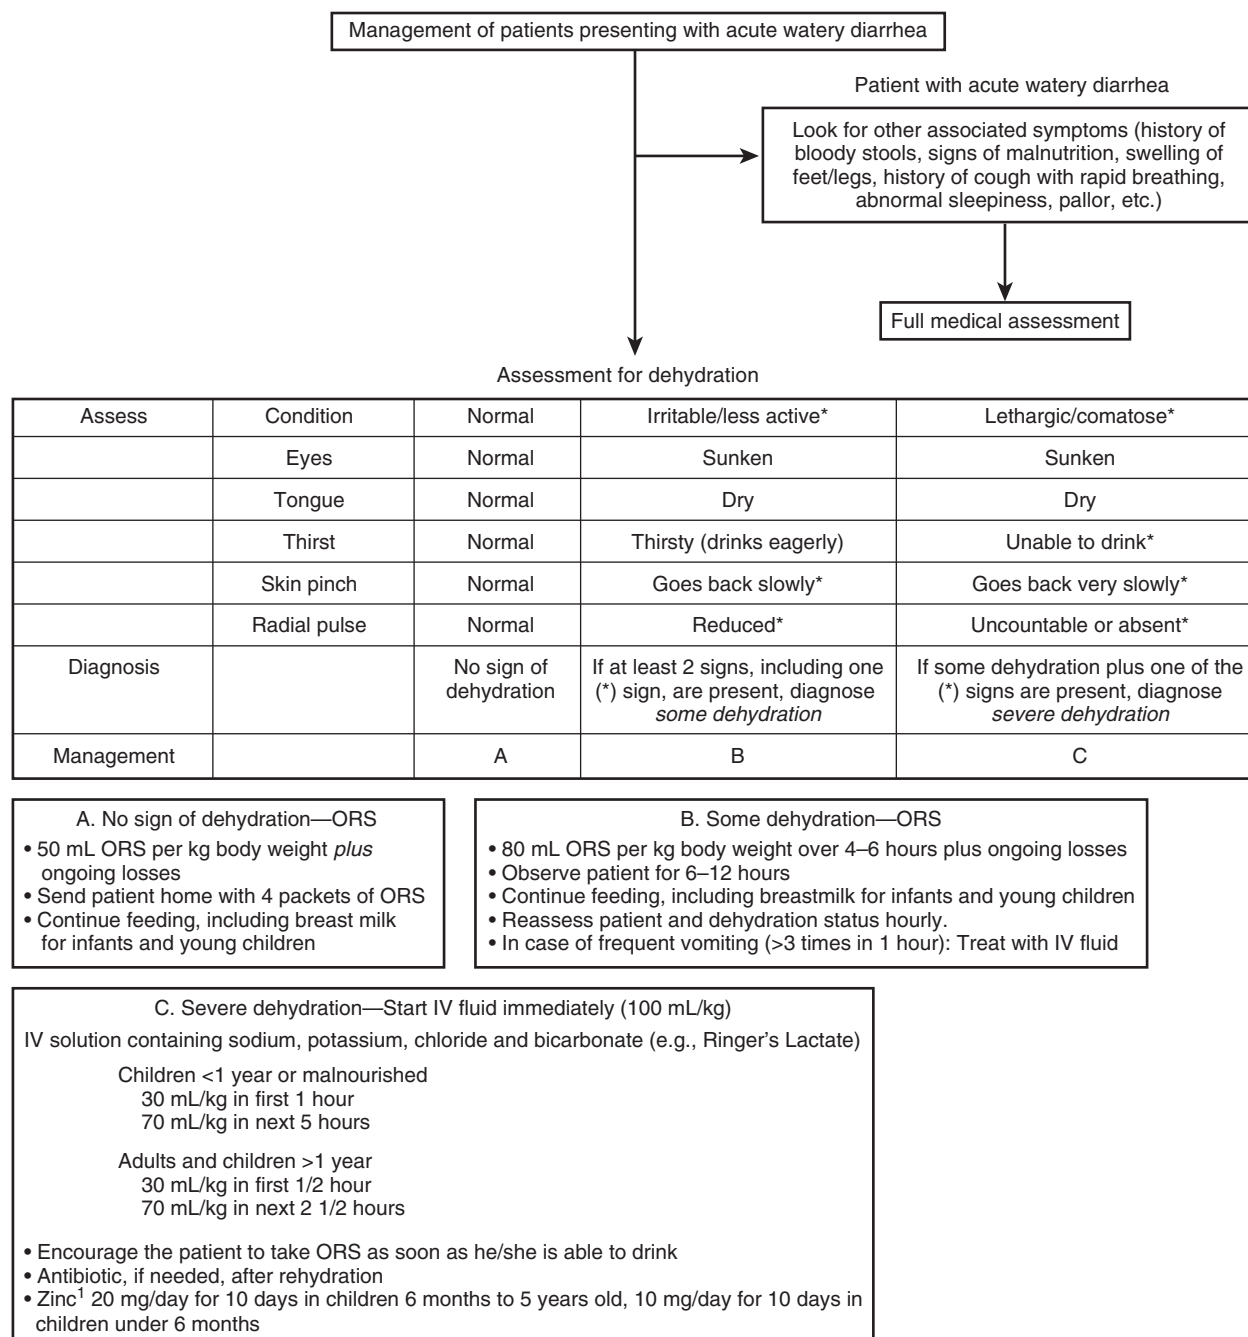 Management of patients presenting with acute watery diarrhea
Patient with acute watery diarrhea
Look for other associated symptoms (history of
bloody stools, signs of malnutrition, swelling of
feet/legs, history of cough with rapid breathing,
abnormal sleepiness, pallor, etc.)
Full medical assessment
Assessment for dehydration
Assess Condition Normal Irritable/less active* Lethargic/comatose*
Eyes Normal Sunken Sunken
Tongue Normal Dry Dry
Thirst Normal Thirsty (drinks eagerly) Unable to drink*
Skin pinch Normal Goes back slowly* Goes back very slowly*
Radial pulse Normal Reduced* Uncountable or absent*
Diagnosis No sign of If at least 2 signs, including one If some dehydration plus one of the
dehydration (*) sign, are present, diagnose (*) signs are present, diagnose
some dehydration severe dehydration
Management A B C
A. No sign of dehydration—ORS
• 50 mL ORS per kg body weight plus
ongoing losses
• Send patient home with 4 packets of ORS
• Continue feeding, including breast milk
for infants and young children
B. Some dehydration—ORS
• 80 mL ORS per kg body weight over 4–6 hours plus ongoing losses
• Observe patient for 6–12 hours
• Continue feeding, including breastmilk for infants and young children
• Reassess patient and dehydration status hourly.
• In case of frequent vomiting (>3 times in 1 hour): Treat with IV fluid
C. Severe dehydration—Start IV fluid immediately (100 mL/kg)
IV solution containing sodium, potassium, chloride and bicarbonate (e.g., Ringer's Lactate)
Children <1 year or malnourished
30 mL/kg in first 1 hour
70 mL/kg in next 5 hours
Adults and children >1 year
30 mL/kg in first 1/2 hour
70 mL/kg in next 2 1/2 hours
• Encourage the patient to take ORS as soon as he/she is able to drink
• Antibiotic, if needed, after rehydration
• Zinc¹ 20 mg/day for 10 days in children 6 months to 5 years old, 10 mg/day for 10 days in
children under 6 months